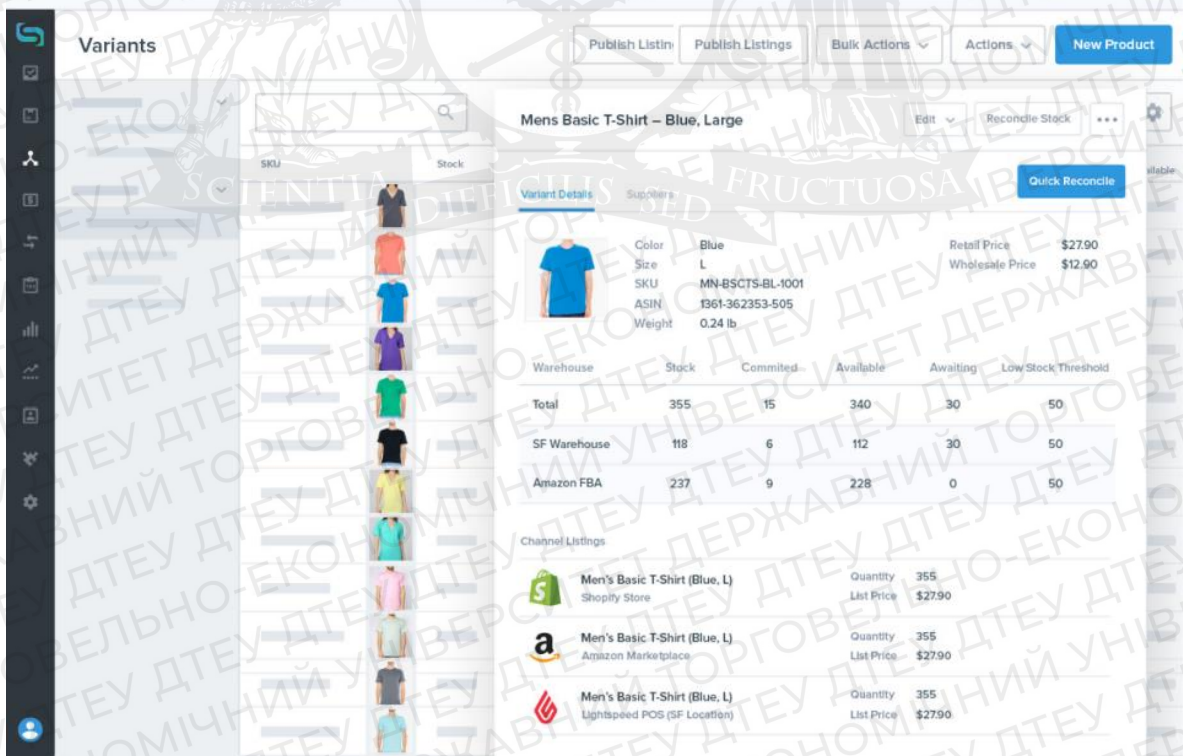 Variants
Publish Listin
Publish Listings
Bulk Actions
Actions
New Product
Mens Basic T-Shirt – Blue, Large
Edit
Reconcile Stock
SKU
Stock
ilable
Variant Details
Suppliers
Quick Reconcile
SCIENTIA DIFFICILIS SED FRUCTUOSA
Color Blue
Retail Price $27.90
Size L
Wholesale Price $12.90
SKU MN-BSCTS-BL-1001
ASIN 1361-362353-505
Weight 0.24 lb
Warehouse Stock Commited Available Awaiting Low Stock Threshold
Total 355 15 340 30 50
SF Warehouse 118 6 112 30 50
Amazon FBA 237 9 228 0 50
Channel Listings
Men's Basic T-Shirt (Blue, L) Quantity 355
Shopify Store List Price $27.90
Men's Basic T-Shirt (Blue, L) Quantity 355
Amazon Marketplace List Price $27.90
Men's Basic T-Shirt (Blue, L) Quantity 355
Lightspeed POS (SF Location) List Price $27.90